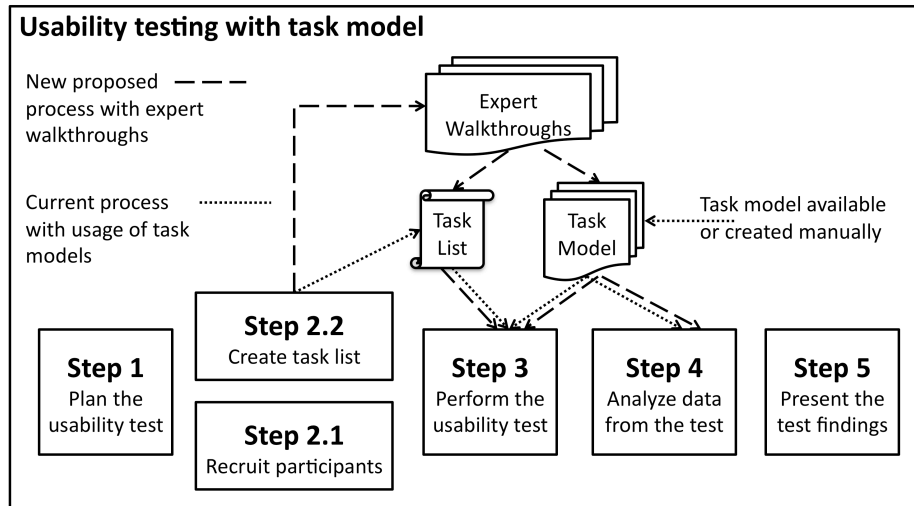 Usability testing with task model
New proposed
process with expert
walkthroughs
Expert
Walkthroughs
Current process
with usage of task
models
Task
List
Task
Model
Task model available
or created manually
Step 1
Plan the
usability test
Step 2.2
Create task list
Step 2.1
Recruit participants
Step 3
Perform the
usability test
Step 4
Analyze data
from the test
Step 5
Present the
test findings